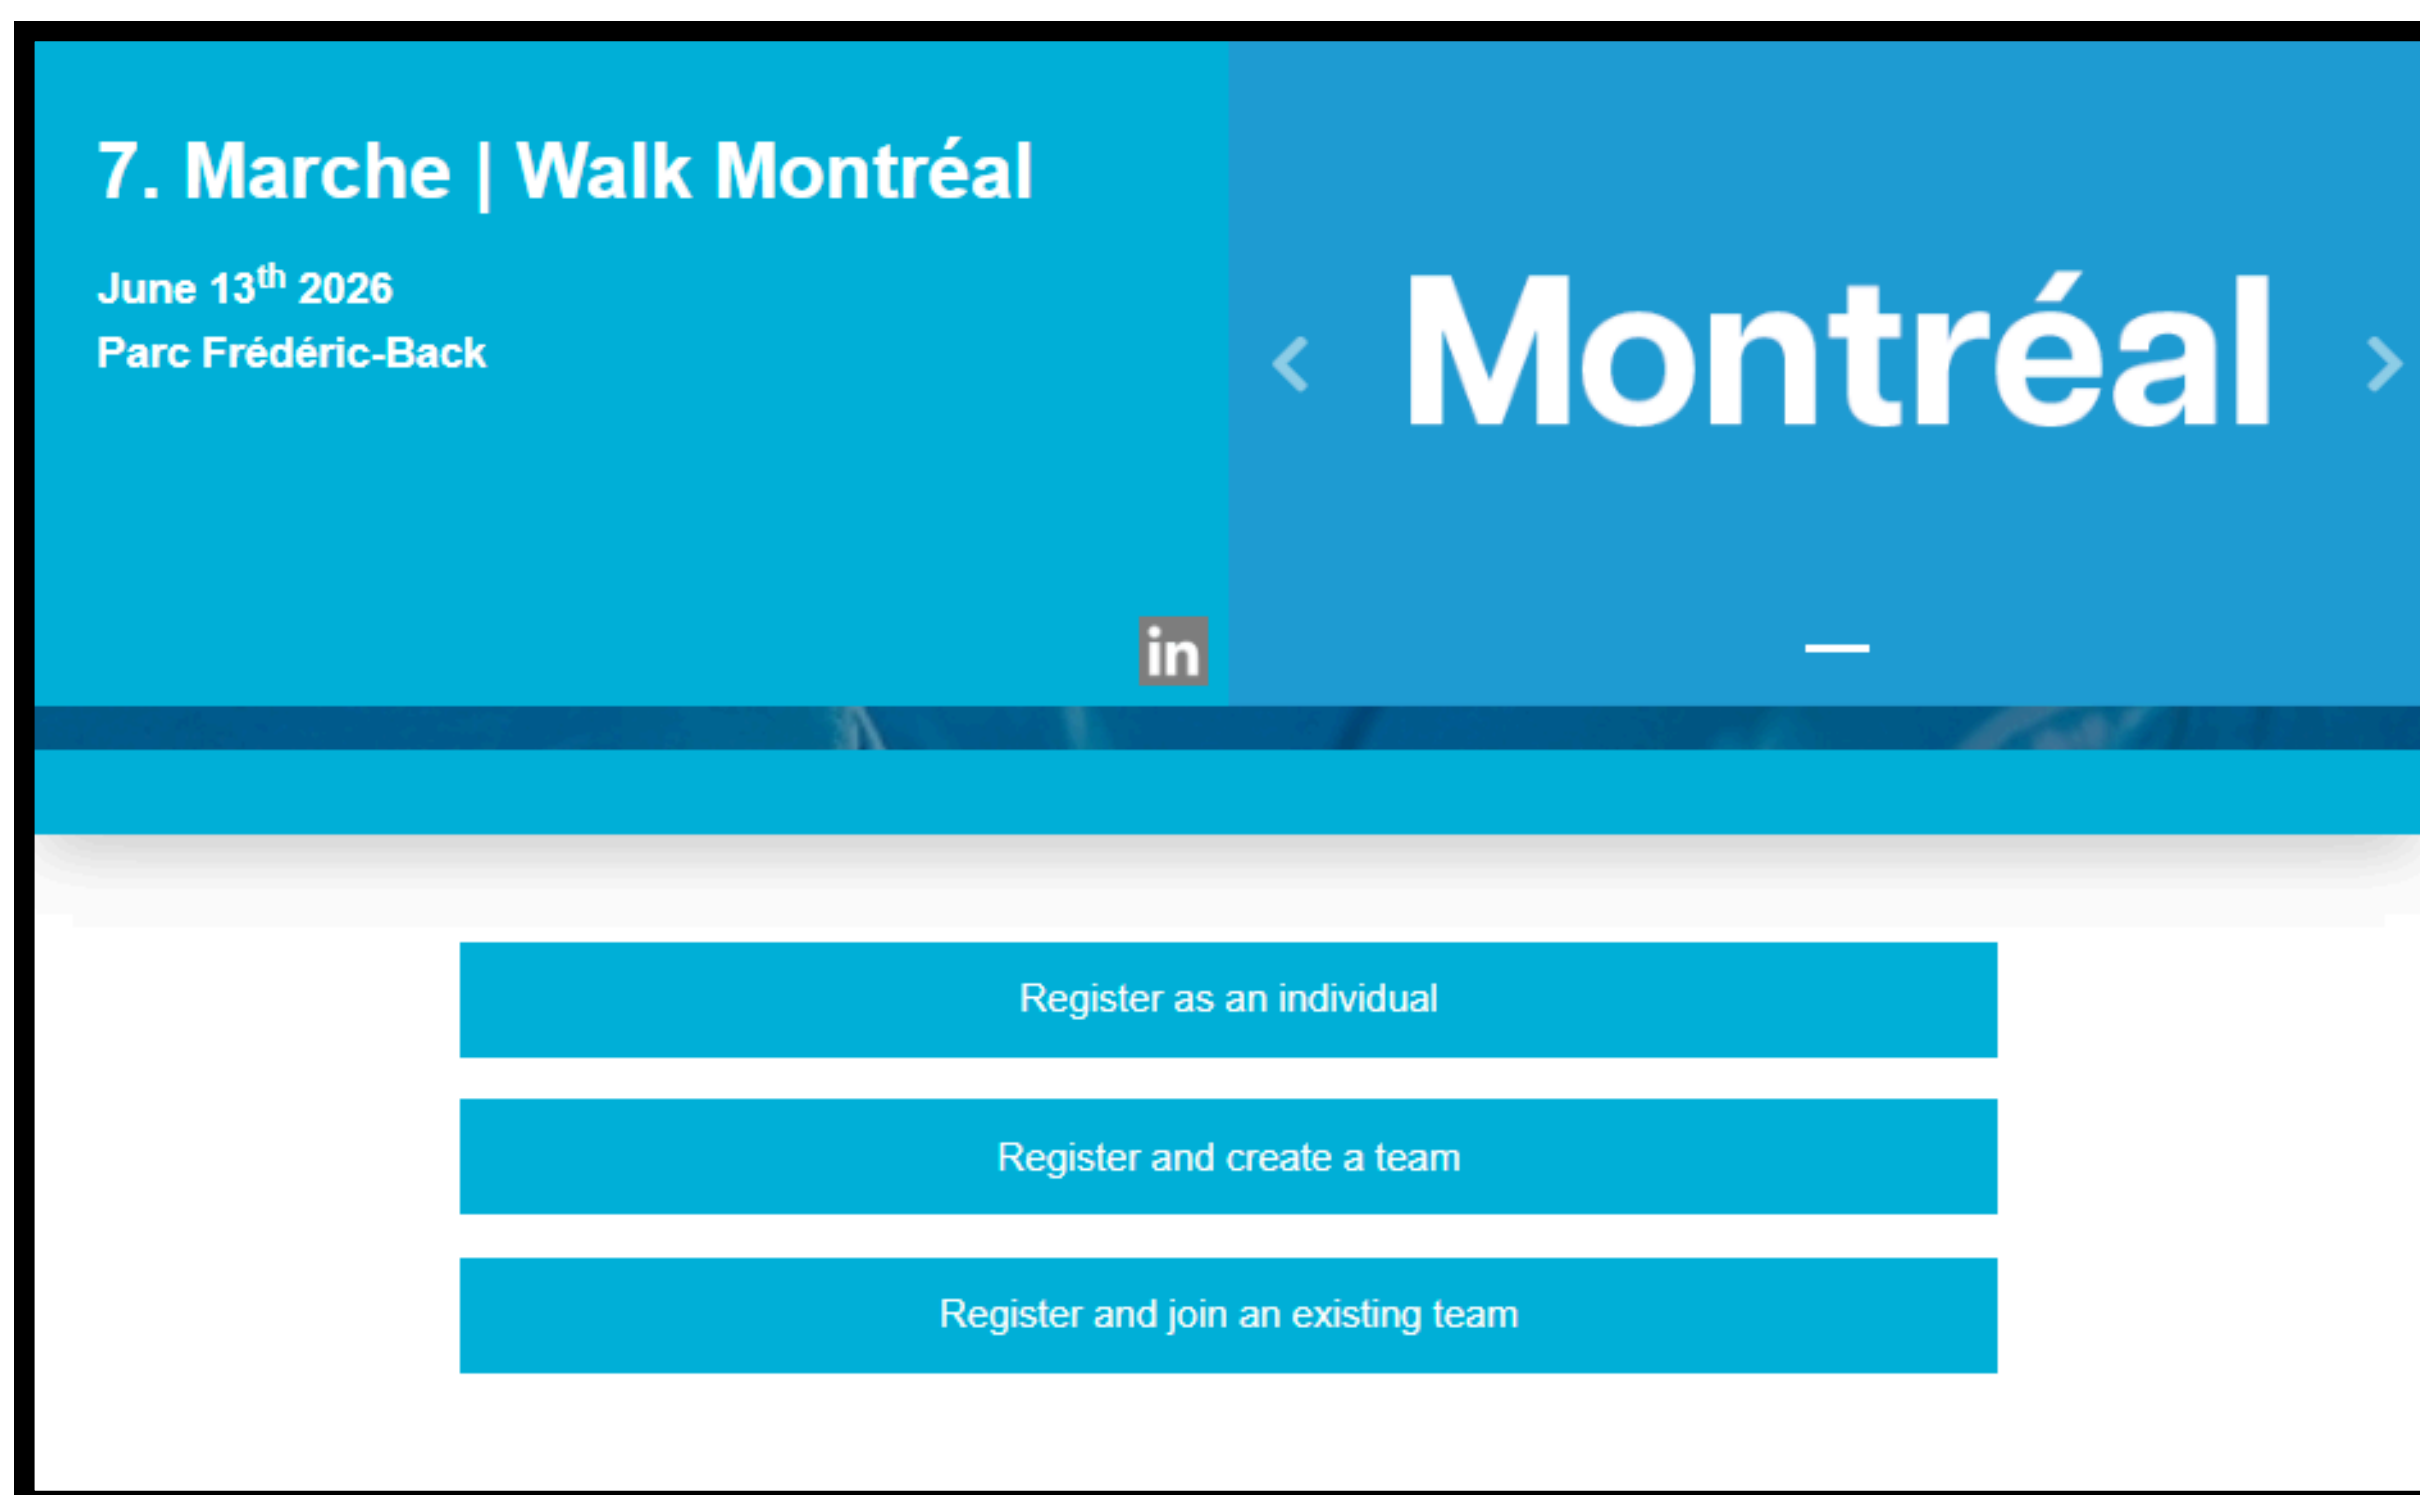 7. Marche | Walk Montréal
June 13th 2026
Parc Frédéric-Back
Montréal
in
Register as an individual
Register and create a team
Register and join an existing team